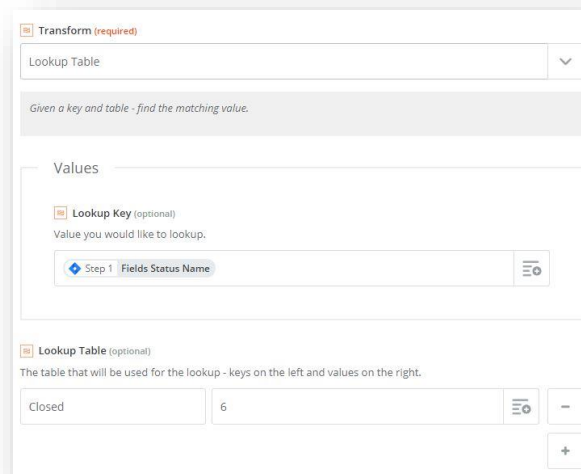 Transform (required)
Lookup Table
Given a key and table - find the matching value.
Values
Lookup Key (optional)
Value you would like to lookup.
Step 1 Fields Status Name
Lookup Table (optional)
The table that will be used for the lookup - keys on the left and values on the right.
Closed 6